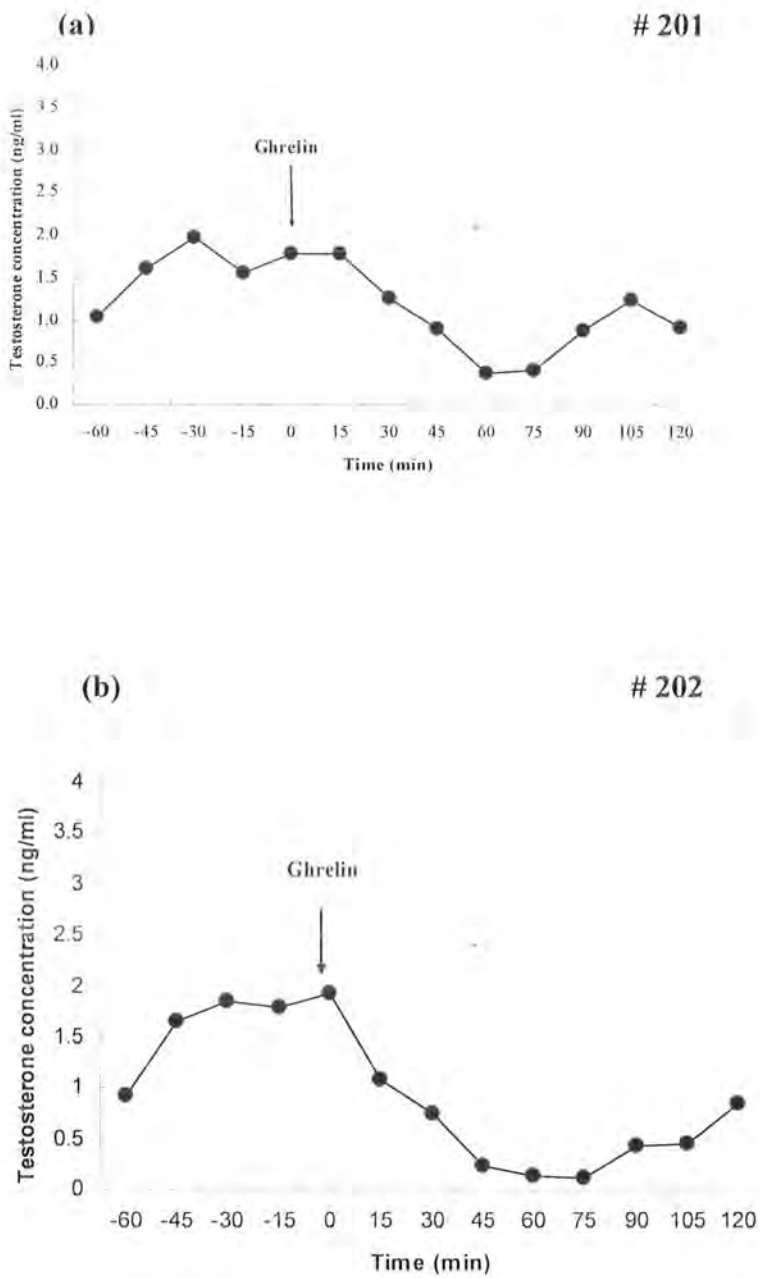 (a) # 201
4.0
3.5
3.0
2.5
2.0
1.5
1.0
0.5
0.0
Testosterone concentration (ng/ml)
Ghrelin
-60 -45 -30 -15 0 15 30 45 60 75 90 105 120
Time (min)
(b) # 202
4
3.5
3
2.5
2
1.5
1
0.5
0
Testosterone concentration (ng/ml)
Ghrelin
-60 -45 -30 -15 0 15 30 45 60 75 90 105 120
Time (min)